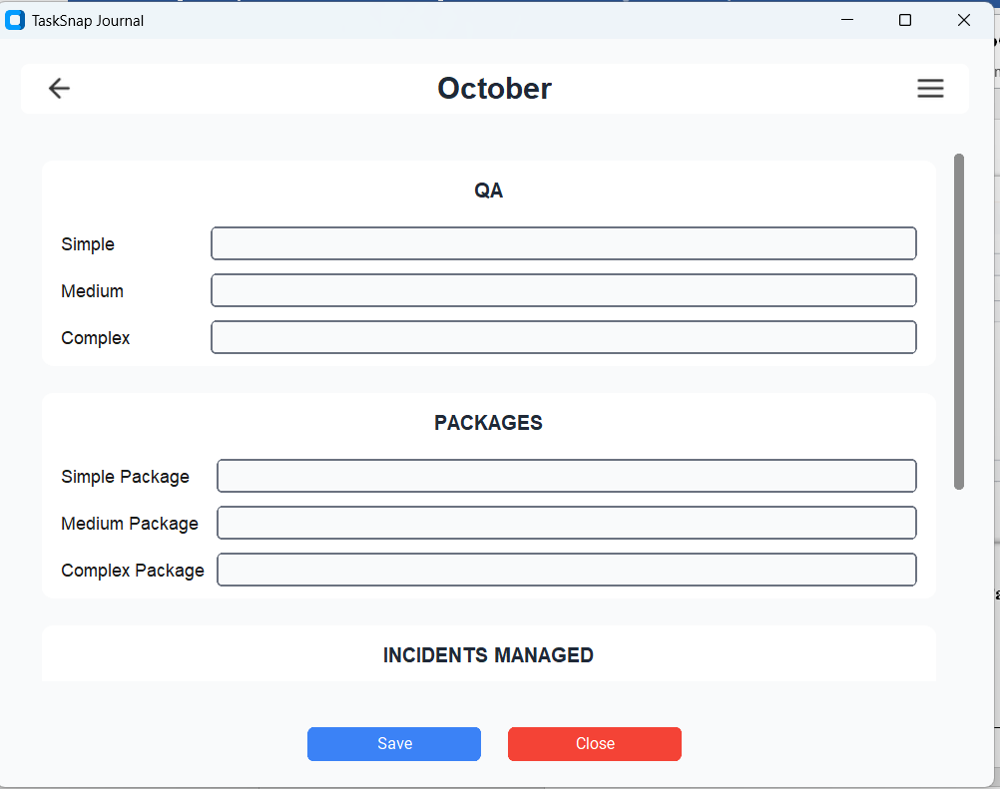 TaskSnap Journal
October
QA
Simple
Medium
Complex
PACKAGES
Simple Package
Medium Package
Complex Package
INCIDENTS MANAGED
Save
Close